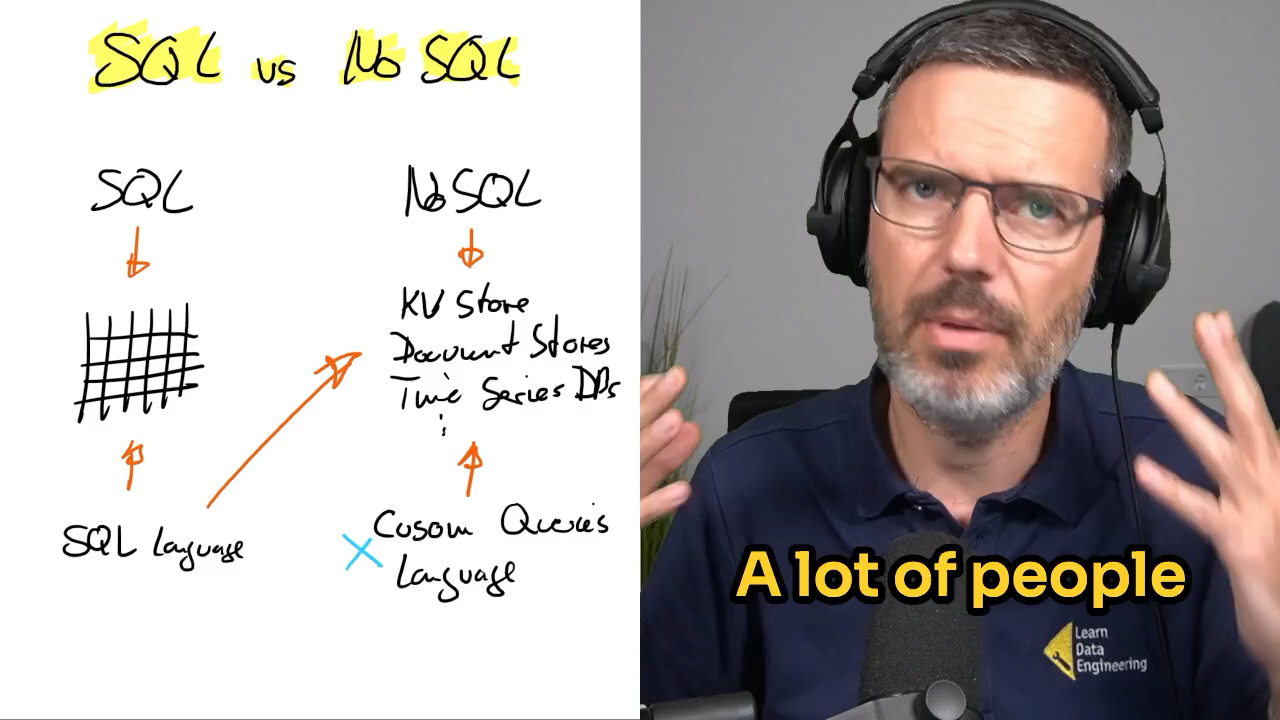 SQL vs No SQL
SQL
NoSQL
KV Store
Document Stores
Time Series DBs
SQL Language
Cusom Queries
Language
A lot of people
Learn
Data
Engineering